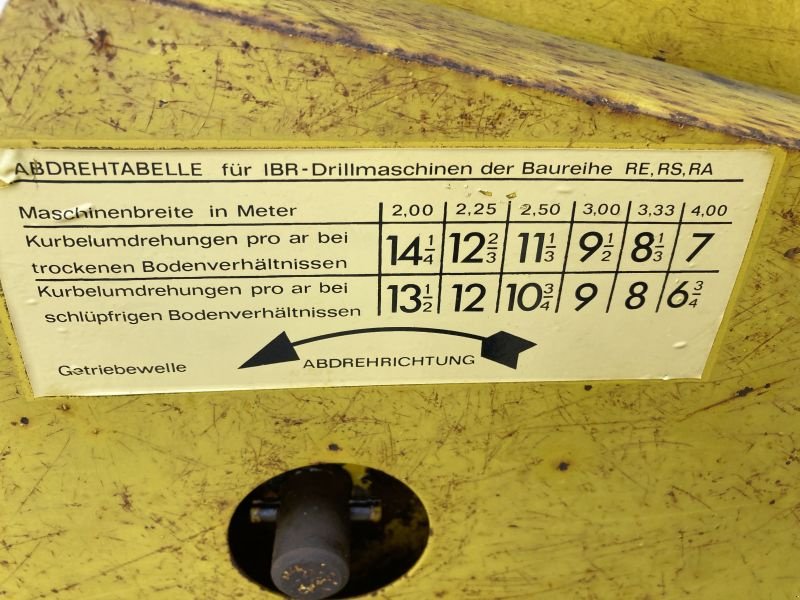 ABDREHTABELLE für IBR-Drillmaschinen der Baureihe RE, RS, RA
Maschinenbreite in Meter 2,00 2,25 2,50 3,00 3,33 4,00
Kurbelumdrehungen pro ar bei trockenen Bodenverhältnissen 14 1/4 12 2/3 11 1/3 9 1/2 8 1/3 7
Kurbelumdrehungen pro ar bei schlüpfrigen Bodenverhältnissen 13 1/2 12 10 3/4 9 8 6 3/4
Getriebewelle ABDREHRICHTUNG